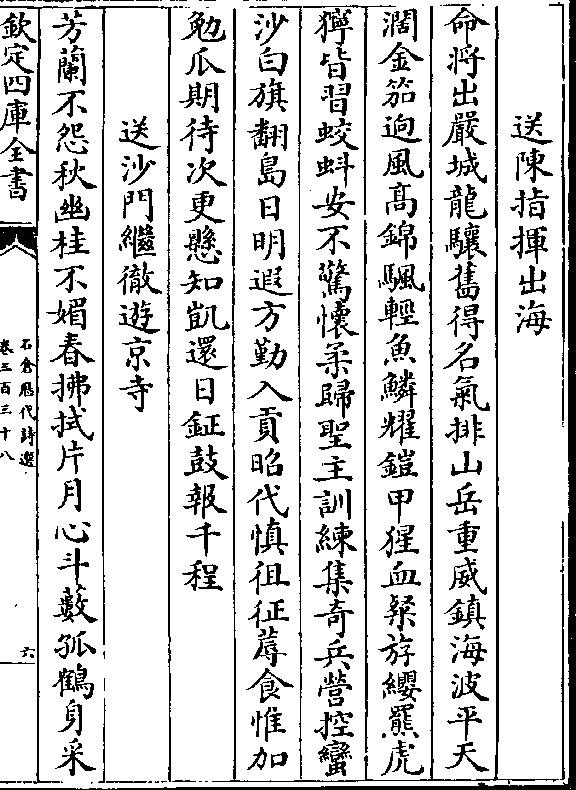 送陳指揮出海
命將出嚴城龍驤舊得名氣排山岳重威鎮海波平天
濶金笳逈風髙錦颿輕魚鱗耀鎧甲猩血染斿纓羆虎
獰皆習蛟蚪安不驚懷柔歸聖主訓練集奇兵營控蠻
沙白旗翻島日明遐方勤入貢昭代慎徂征蓐食惟加
勉瓜期待次更懸知凱還日鉦鼓報千程
送沙門繼徹遊京寺
芳蘭不怨秋幽桂不媚春拂拭片月心斗藪孤鶴身采
欽定四庫全書
石倉歷代詩選
卷三百三十八
六